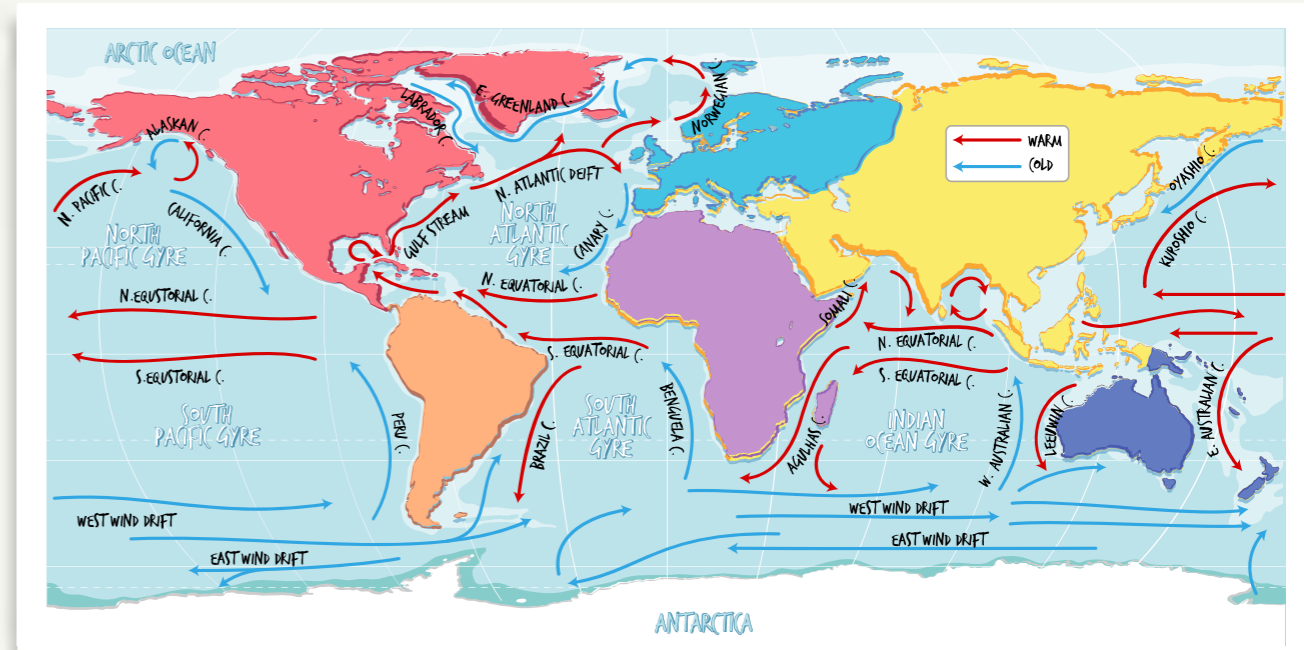 ARCTIC OCEAN
ALASKAN C.
N. PACIFIC C.
CALIFORNIA C.
NORTH
PACIFIC GYRE
N.EQUSTORIAL C.
S.EQUSTORIAL C.
SOUTH
PACIFIC GYRE
PERU C.
WEST WIND DRIFT
EAST WIND DRIFT
LABRADOR C.
E. GREENLAND C.
NORWEGIAN C.
N. ATLANTIC DEIFT
GULF STREAM
NORTH
ATLANTIC
GYRE
CANARY C.
N. EQUATORIAL C.
S. EQUATORIAL C.
BRAZIL C.
SOUTH
ATLANTIC
GYRE
BENGUELA C.
SOMALI C.
AGULHAS C.
N. EQUATORIAL C.
S. EQUATORIAL C.
INDIAN
OCEAN GYRE
W. AUSTRALIAN C.
LEEUWIN C.
E. AUSTRALIAN C.
WEST WIND DRIFT
EAST WIND DRIFT
WARM
COLD
OYASHIO C.
KUROSHIO C.
ANTARCTICA